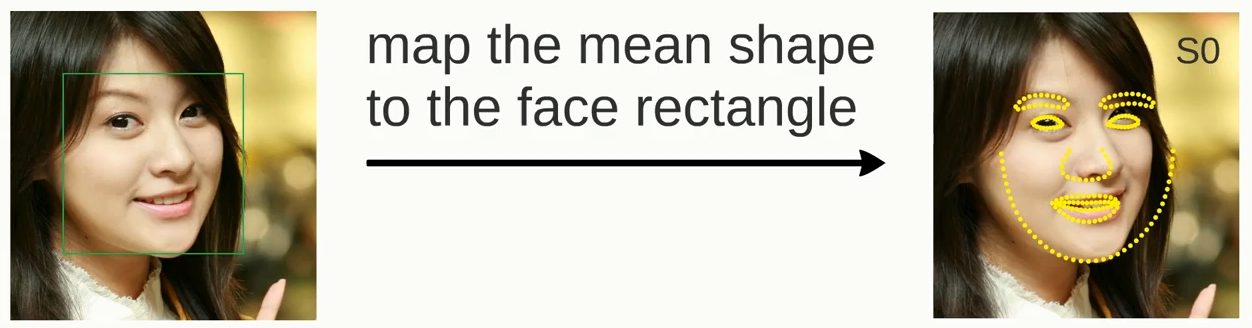 map the mean shape
to the face rectangle
S0